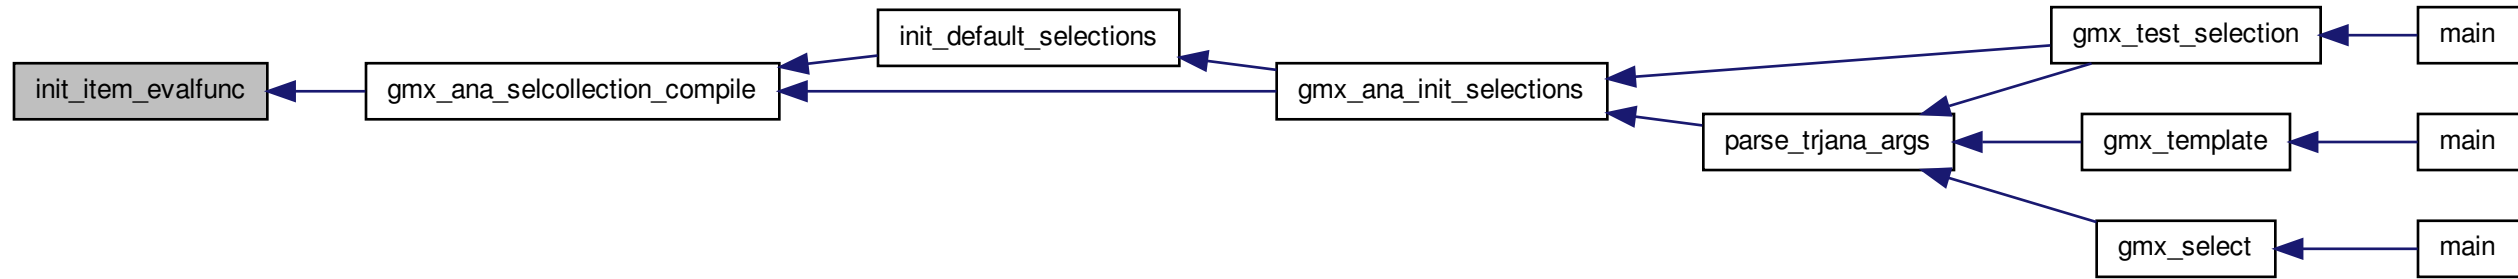 init_item_evalfunc
gmx_ana_selcollection_compile
init_default_selections
gmx_ana_init_selections
gmx_test_selection
main
parse_trjana_args
gmx_template
main
gmx_select
main